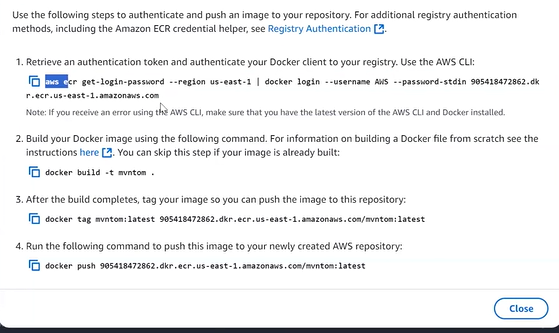 Use the following steps to authenticate and push an image to your repository. For additional registry authentication
methods, including the Amazon ECR credential helper, see Registry Authentication.
1. Retrieve an authentication token and authenticate your Docker client to your registry. Use the AWS CLI:
aws ecr get-login-password --region us-east-1 | docker login --username AWS --password-stdin 905418472862.dk
r.ecr.us-east-1.amazonaws.com
Note: If you receive an error using the AWS CLI, make sure that you have the latest version of the AWS CLI and Docker installed.
2. Build your Docker image using the following command. For information on building a Docker file from scratch see the
instructions here. You can skip this step if your image is already built:
docker build -t mvntom .
3. After the build completes, tag your image so you can push the image to this repository:
docker tag mvntom:latest 905418472862.dkr.ecr.us-east-1.amazonaws.com/mvntom:latest
4. Run the following command to push this image to your newly created AWS repository:
docker push 905418472862.dkr.ecr.us-east-1.amazonaws.com/mvntom:latest
Close